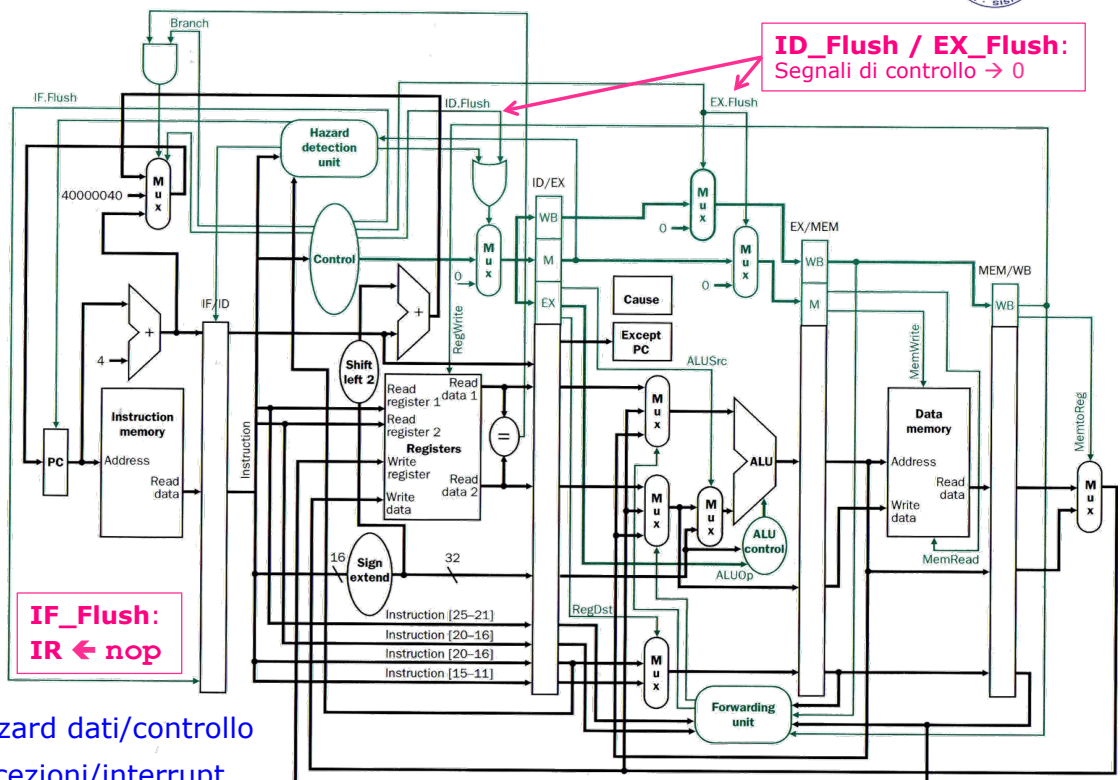 Branch
ID_Flush / EX_Flush:
Segnali di controllo → 0
IF.Flush
ID.Flush
EX.Flush
Hazard
detection
unit
M
u
x
40000040
ID/EX
WB
M
u
x
0
EX/MEM
Control
M
u
x
0
M
M
u
x
0
WB
MEM/WB
IF/ID
+
+
EX
Cause
M
WB
4
RegWrite
Except
PC
ALUSrc
MemWrite
Shift
left 2
Instruction
memory
Read
register 1
Read
data 1
Read
register 2
Registers
=
M
u
x
Data
memory
MemtoReg
PC
Address
Instruction
Write
register
Read
data 2
ALU
Address
Read
data
Write
data
M
u
x
M
u
x
Read
data
Write
data
M
u
x
16
Sign
extend
32
ALU
control
ALUOp
MemRead
IF_Flush:
IR ← nop
RegDst
Instruction [25–21]
Instruction [20–16]
Instruction [20–16]
Instruction [15–11]
M
u
x
Forwarding
unit
zard dati/controllo
cezioni/interrupt